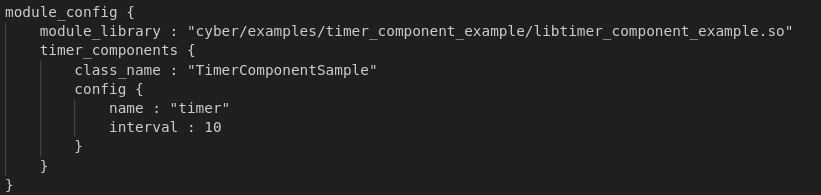 module_config {
    module_library : "cyber/examples/timer_component_example/libtimer_component_example.so"
    timer_components {
        class_name : "TimerComponentSample"
        config {
            name : "timer"
            interval : 10
        }
    }
}